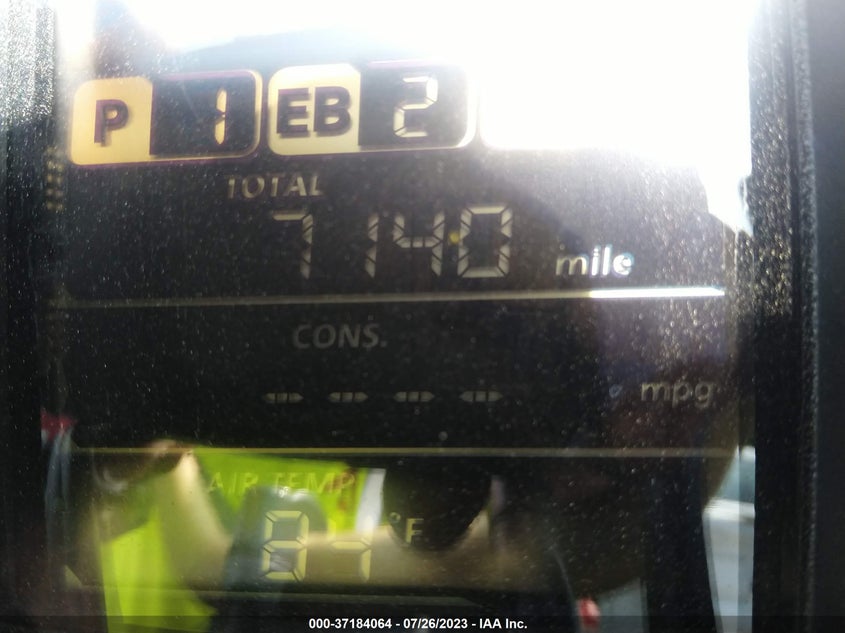 P 1 EB 2
TOTAL
7140 mile
CONS.
- - - - mpg
AIR TEMP
°F
000-37184064 - 07/26/2023 - IAA Inc.